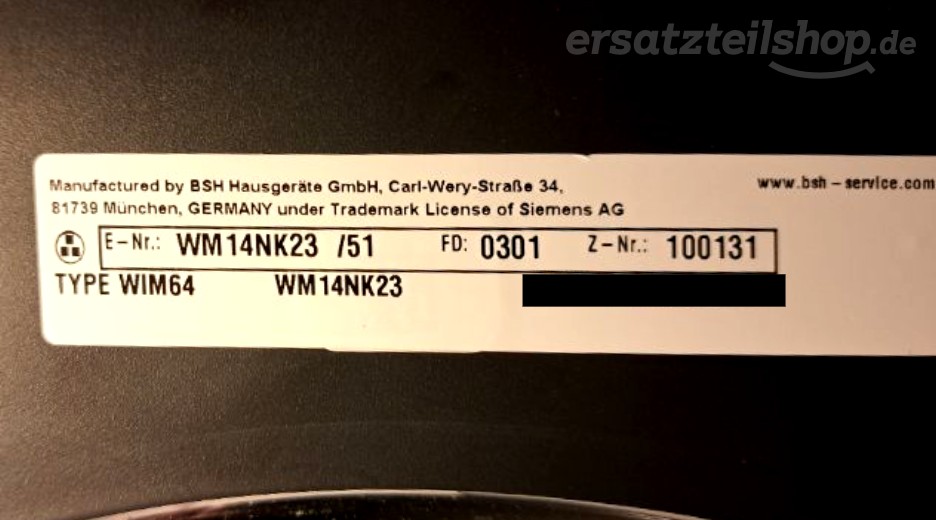 ersatzteilshop.de
Manufactured by BSH Hausgeräte GmbH, Carl-Wery-Straße 34,
www.bsh-service.com
81739 München, GERMANY under Trademark License of Siemens AG
E-Nr.: WM14NK23 /51 FD: 0301 Z-Nr.: 100131
TYPE WIM64 WM14NK23